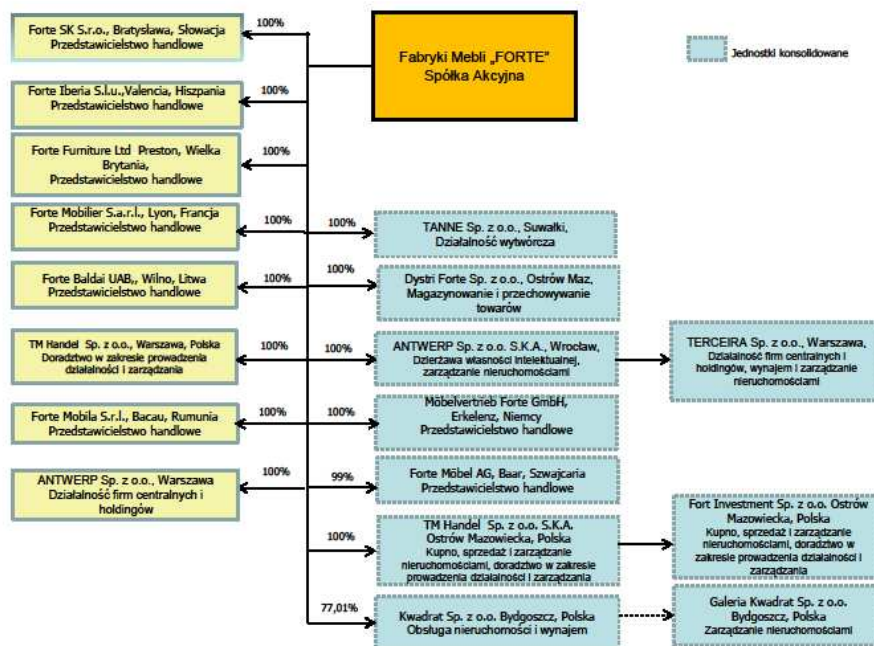 Forte SK S.r.o., Bratysława, Słowacja
Przedstawicielstwo handlowe
100%
Fabryki Mebli „FORTE"
Spółka Akcyjna
Jednostki konsolidowane
Forte Iberia S.l.u.,Valencia, Hiszpania
Przedstawicielstwo handlowe
100%
Forte Furniture Ltd Preston, Wielka
Brytania,
Przedstawicielstwo handlowe
100%
Forte Mobilier S.a.r.l., Lyon, Francja
Przedstawicielstwo handlowe
100%
100%
TANNE Sp. z o.o., Suwałki,
Działalność wytwórcza
Forte Baldai UAB,, Wilno, Litwa
Przedstawicielstwo handlowe
100%
100%
Dystri Forte Sp. z o.o., Ostrów Maz,
Magazynowanie i przechowywanie
towarów
TM Handel Sp. z o.o., Warszawa, Polska
Doradztwo w zakresie prowadzenia
działalności i zarządzania
100%
100%
ANTWERP Sp. z o.o. S.K.A., Wrocław,
Dzierżawa własności intelektualnej,
zarządzanie nieruchomościami
TERCEIRA Sp. z o.o., Warszawa,
Działalność firm centralnych i
holdingów, wynajem i zarządzanie
nieruchomościami
Forte Mobila S.r.l., Bacau, Rumunia
Przedstawicielstwo handlowe
100%
100%
Möbelvertrieb Forte GmbH,
Erkelenz, Niemcy
Przedstawicielstwo handlowe
ANTWERP Sp. z o.o., Warszawa
Działalność firm centralnych i
holdingów
100%
99%
Forte Möbel AG, Baar, Szwajcaria
Przedstawicielstwo handlowe
100%
TM Handel Sp. z o.o. S.K.A.
Ostrów Mazowiecka, Polska
Kupno, sprzedaż i zarządzanie
nieruchomościami, doradztwo w zakresie
prowadzenia działalności i zarządzania
Fort Investment Sp. z o.o. Ostrów
Mazowiecka, Polska
Kupno, sprzedaż i zarządzanie
nieruchomościami, doradztwo w
zakresie prowadzenia działalności i
zarządzania
77,01%
Kwadrat Sp. z o.o. Bydgoszcz, Polska
Obsługa nieruchomości i wynajem
Galeria Kwadrat Sp. z o.o.
Bydgoszcz, Polska
Zarządzanie nieruchomościami